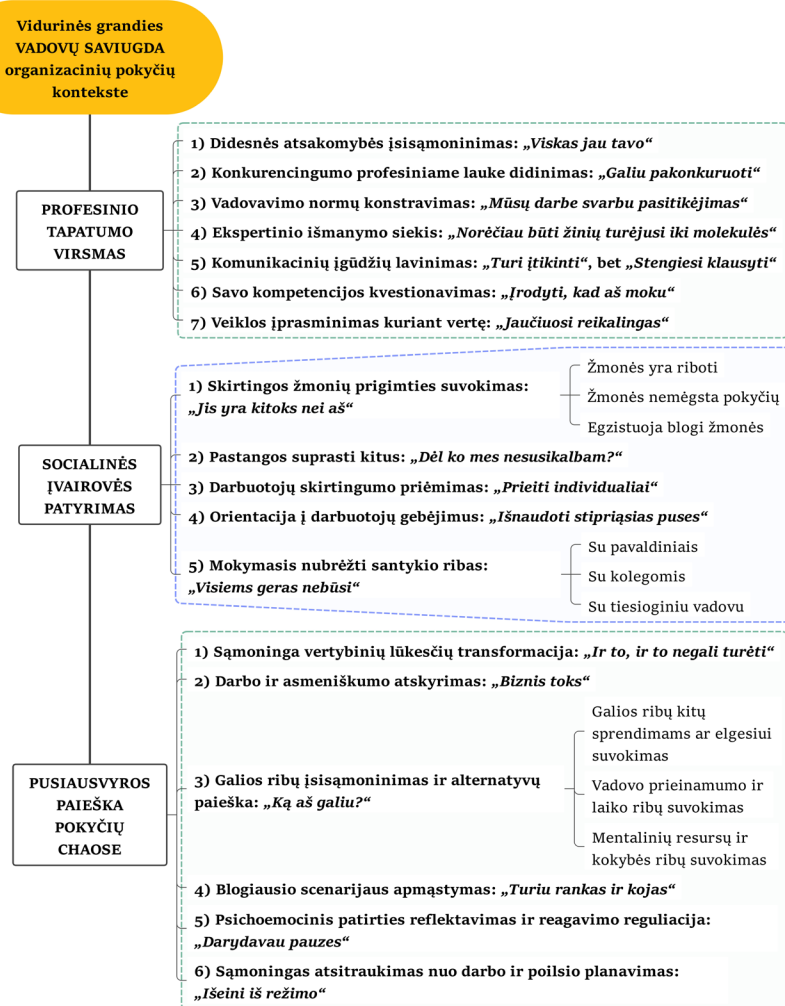 Vidurinės grandies
VADOVŲ SAVIUGDA
organizacinių pokyčių
kontekste
PROFESINIO
TAPATUMO
VIRSMAS
1) Didesnės atsakomybės įsisąmoninimas: „Viskas jau tavo“
2) Konkurencingumo profesiniame lauke didinimas: „Galiu pakonkuruoti“
3) Vadovavimo normų konstravimas: „Mūsų darbe svarbu pasitikėjimas“
4) Ekspertinio išmanymo siekis: „Norėčiau būti žinių turėjusi iki molekulės“
5) Komunikacinių įgūdžių lavinimas: „Turi įtikinti“, bet „Stengiesi klausyti“
6) Savo kompetencijos kvestionavimas: „Įrodyti, kad aš moku“
7) Veiklos įprasminimas kuriant vertę: „Jaučiuosi reikalingas“
SOCIALINĖS
ĮVAIROVĖS
PATYRIMAS
1) Skirtingos žmonių prigimties suvokimas:
„Jis yra kitoks nei aš“
Žmonės yra riboti
Žmonės nemėgsta pokyčių
Egzistuoja blogi žmonės
2) Pastangos suprasti kitus: „Dėl ko mes nesusikalbam?“
3) Darbuotojų skirtingumo priėmimas: „Prieiti individualiai“
4) Orientacija į darbuotojų gebėjimus: „Išnaudoti stipriąsias puses“
5) Mokymasis nubrėžti santykio ribas:
„Visiems geras nebūsi“
Su pavaldiniais
Su kolegomis
Su tiesioginiu vadovu
PUSIAUSVYROS
PAIEŠKA
POKYČIŲ
CHAOSE
1) Sąmoninga vertybinių lūkesčių transformacija: „Ir to, ir to negali turėti“
2) Darbo ir asmeniškumo atskyrimas: „Biznis toks“
3) Galios ribų įsisąmoninimas ir alternatyvų
paieška: „Ką aš galiu?“
Galios ribų kitų
sprendimams ar elgesiui
suvokimas
Vadovo prieinamumo ir
laiko ribų suvokimas
Mentalinių resursų ir
kokybės ribų suvokimas
4) Blogiausio scenarijaus apmąstymas: „Turiu rankas ir kojas“
5) Psichoemocinis patirties reflektavimas ir reagavimo reguliacija:
„Darydavau pauzes“
6) Sąmoningas atsitraukimas nuo darbo ir poilsio planavimas:
„Išeini iš režimo“